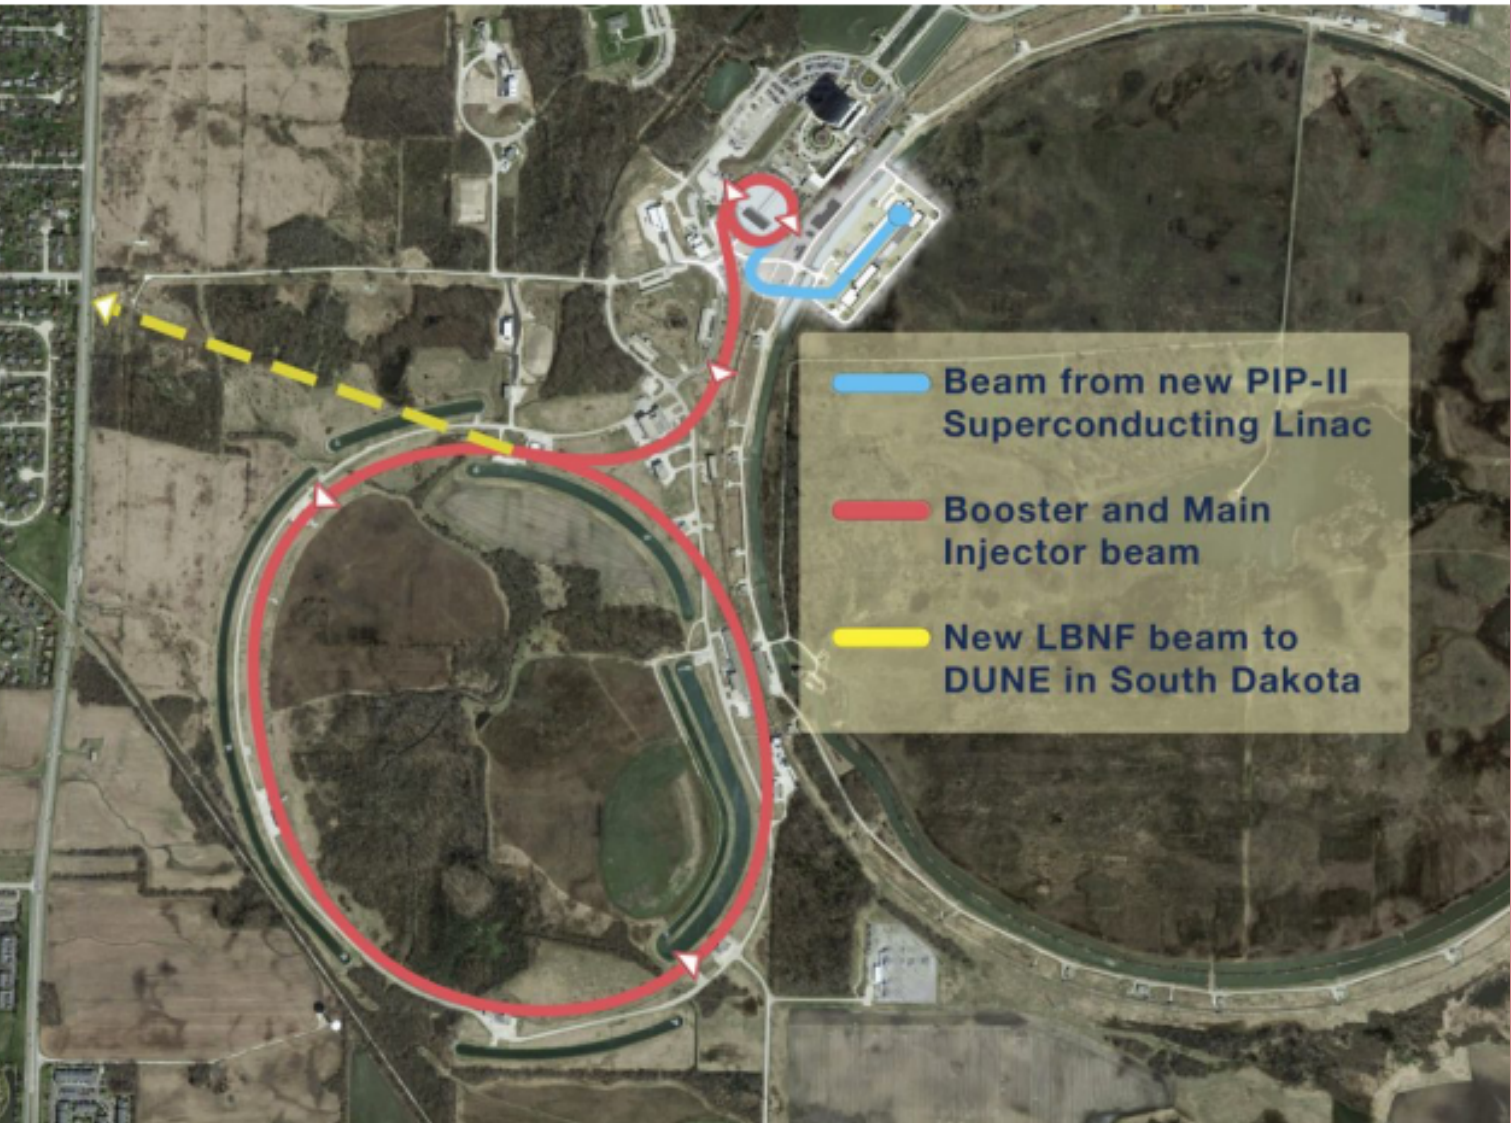 Beam from new PIP-II
Superconducting Linac
Booster and Main
Injector beam
New LBNF beam to
DUNE in South Dakota